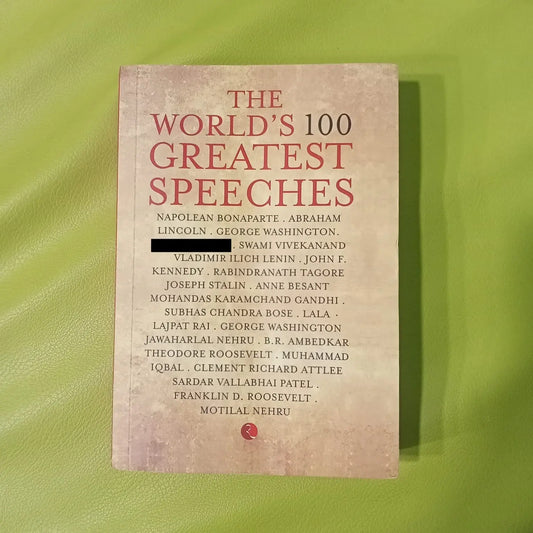 THE
WORLD'S 100
GREATEST
SPEECHES
NAPOLEAN BONAPARTE . ABRAHAM
LINCOLN . GEORGE WASHINGTON.
. SWAMI VIVEKANAND
VLADIMIR ILICH LENIN . JOHN F.
KENNEDY . RABINDRANATH TAGORE
JOSEPH STALIN . ANNE BESANT
MOHANDAS KARAMCHAND GANDHI .
SUBHAS CHANDRA BOSE . LALA .
LAJPAT RAI . GEORGE WASHINGTON
JAWAHARLAL NEHRU . B.R. AMBEDKAR
THEODORE ROOSEVELT . MUHAMMAD
IQBAL . CLEMENT RICHARD ATTLEE
SARDAR VALLABHAI PATEL .
FRANKLIN D. ROOSEVELT .
MOTILAL NEHRU